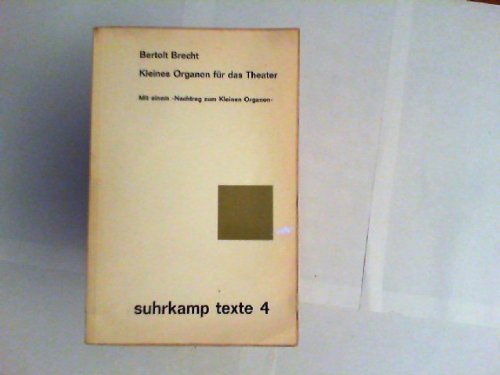 Bertolt Brecht
Kleines Organon für das Theater
Mit einem ›Nachtrag zum Kleinen Organon‹
suhrkamp texte 4